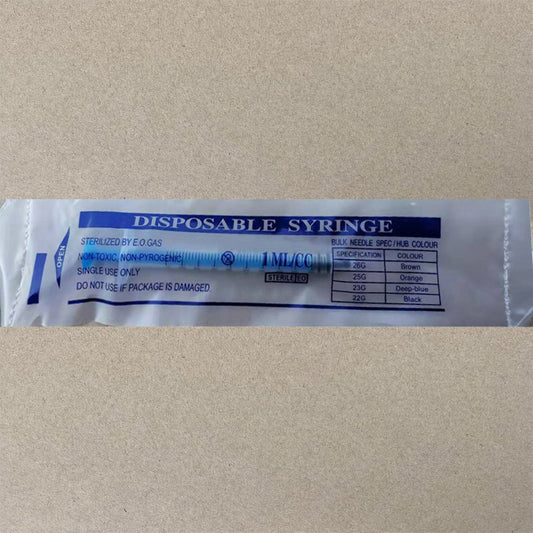 OPEN
DISPOSABLE SYRINGE
STERILIZED BY E.O.GAS
NON-TOXIC, NON-PYROGENIC
SINGLE USE ONLY
DO NOT USE IF PACKAGE IS DAMAGED.
1 ML/CC
STERILE EO
BULK NEEDLE SPEC/HUB COLOUR
SPECIFICATION COLOUR
26G Brown
25G Orange
23G Deep-blue
22G Black